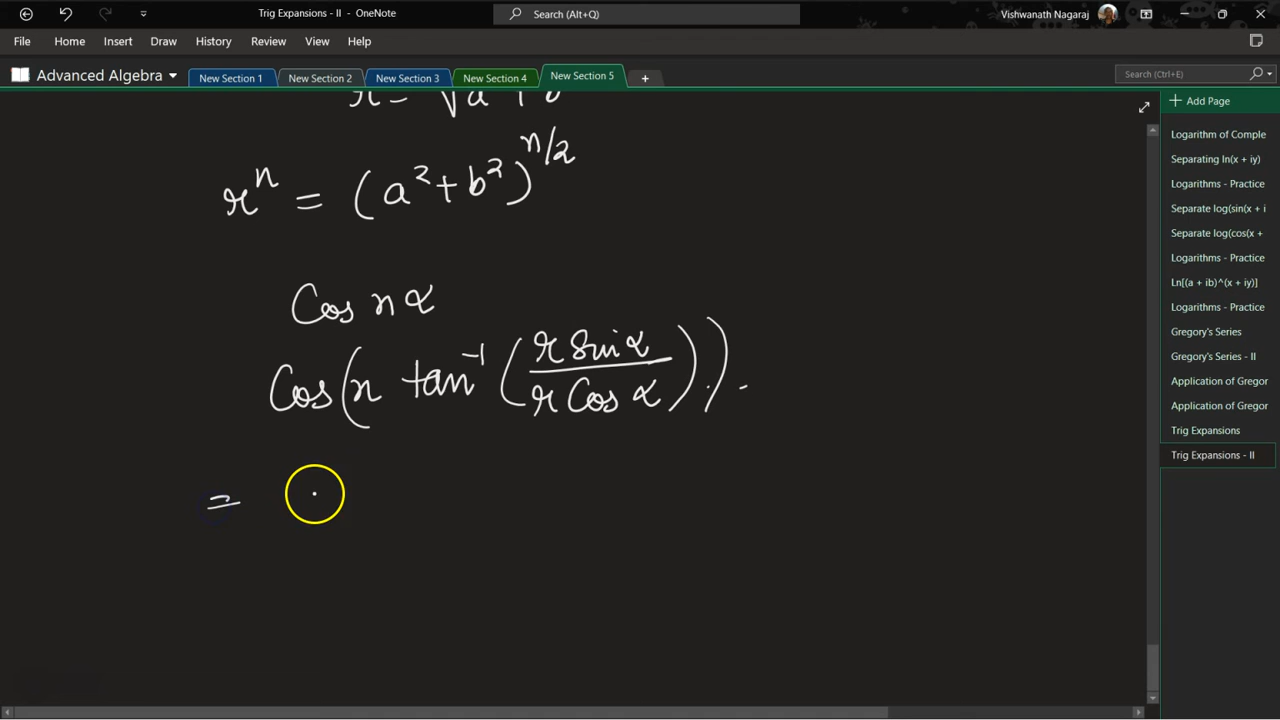 Trig Expansions - II - OneNote
Search (Alt+Q)
Vishwanath Nagaraj
File Home Insert Draw History Review View Help
Advanced Algebra
New Section 1 New Section 2 New Section 3 New Section 4 New Section 5 +
Search (Ctrl+E)
Add Page
Logarithm of Comple
Separating ln(x + iy)
Logarithms - Practice
Separate log(sin(x + i
Separate log(cos(x +
Logarithms - Practice
Ln[(a + ib)^(x + iy)]
Logarithms - Practice
Gregory's Series
Gregory's Series - II
Application of Gregor
Application of Gregor
Trig Expansions
Trig Expansions - II
r^n = (a^2 + b^2)^{n/2}
Cos n α
Cos(n tan^{-1} (r Sin α / r Cos α)).
=